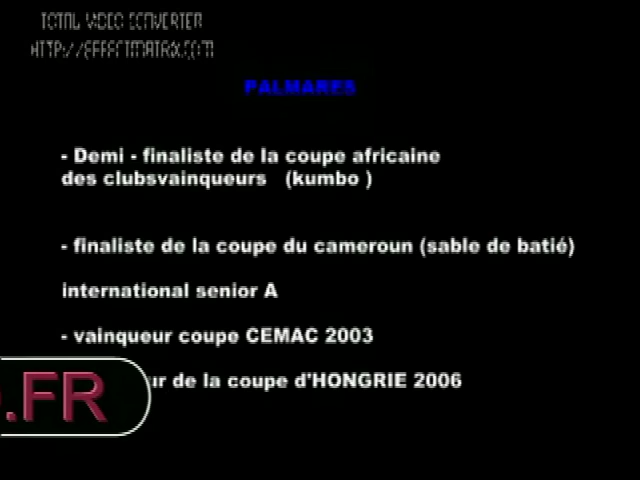 TOTAL VIDEO CONVERTER
HTTP://EFFECTMATRIX.COM
PALMARES
- Demi - finaliste de la coupe africaine
des clubsvainqueurs (kumbo )
- finaliste de la coupe du cameroun (sable de batié)
international senior A
- vainqueur coupe CEMAC 2003
de la coupe d'HONGRIE 2006
.FR